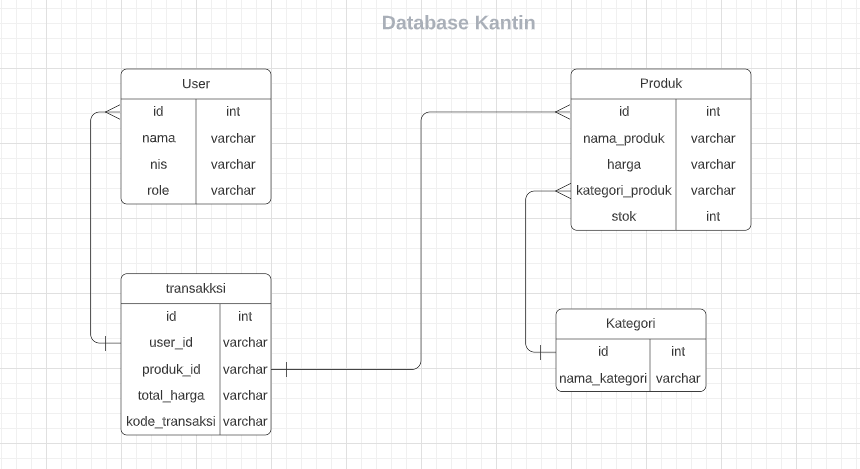 Database Kantin
User
id int
nama varchar
nis varchar
role varchar
Produk
id int
nama_produk varchar
harga varchar
kategori_produk varchar
stok int
transakksi
id int
user_id varchar
produk_id varchar
total_harga varchar
kode_transaksi varchar
Kategori
id int
nama_kategori varchar